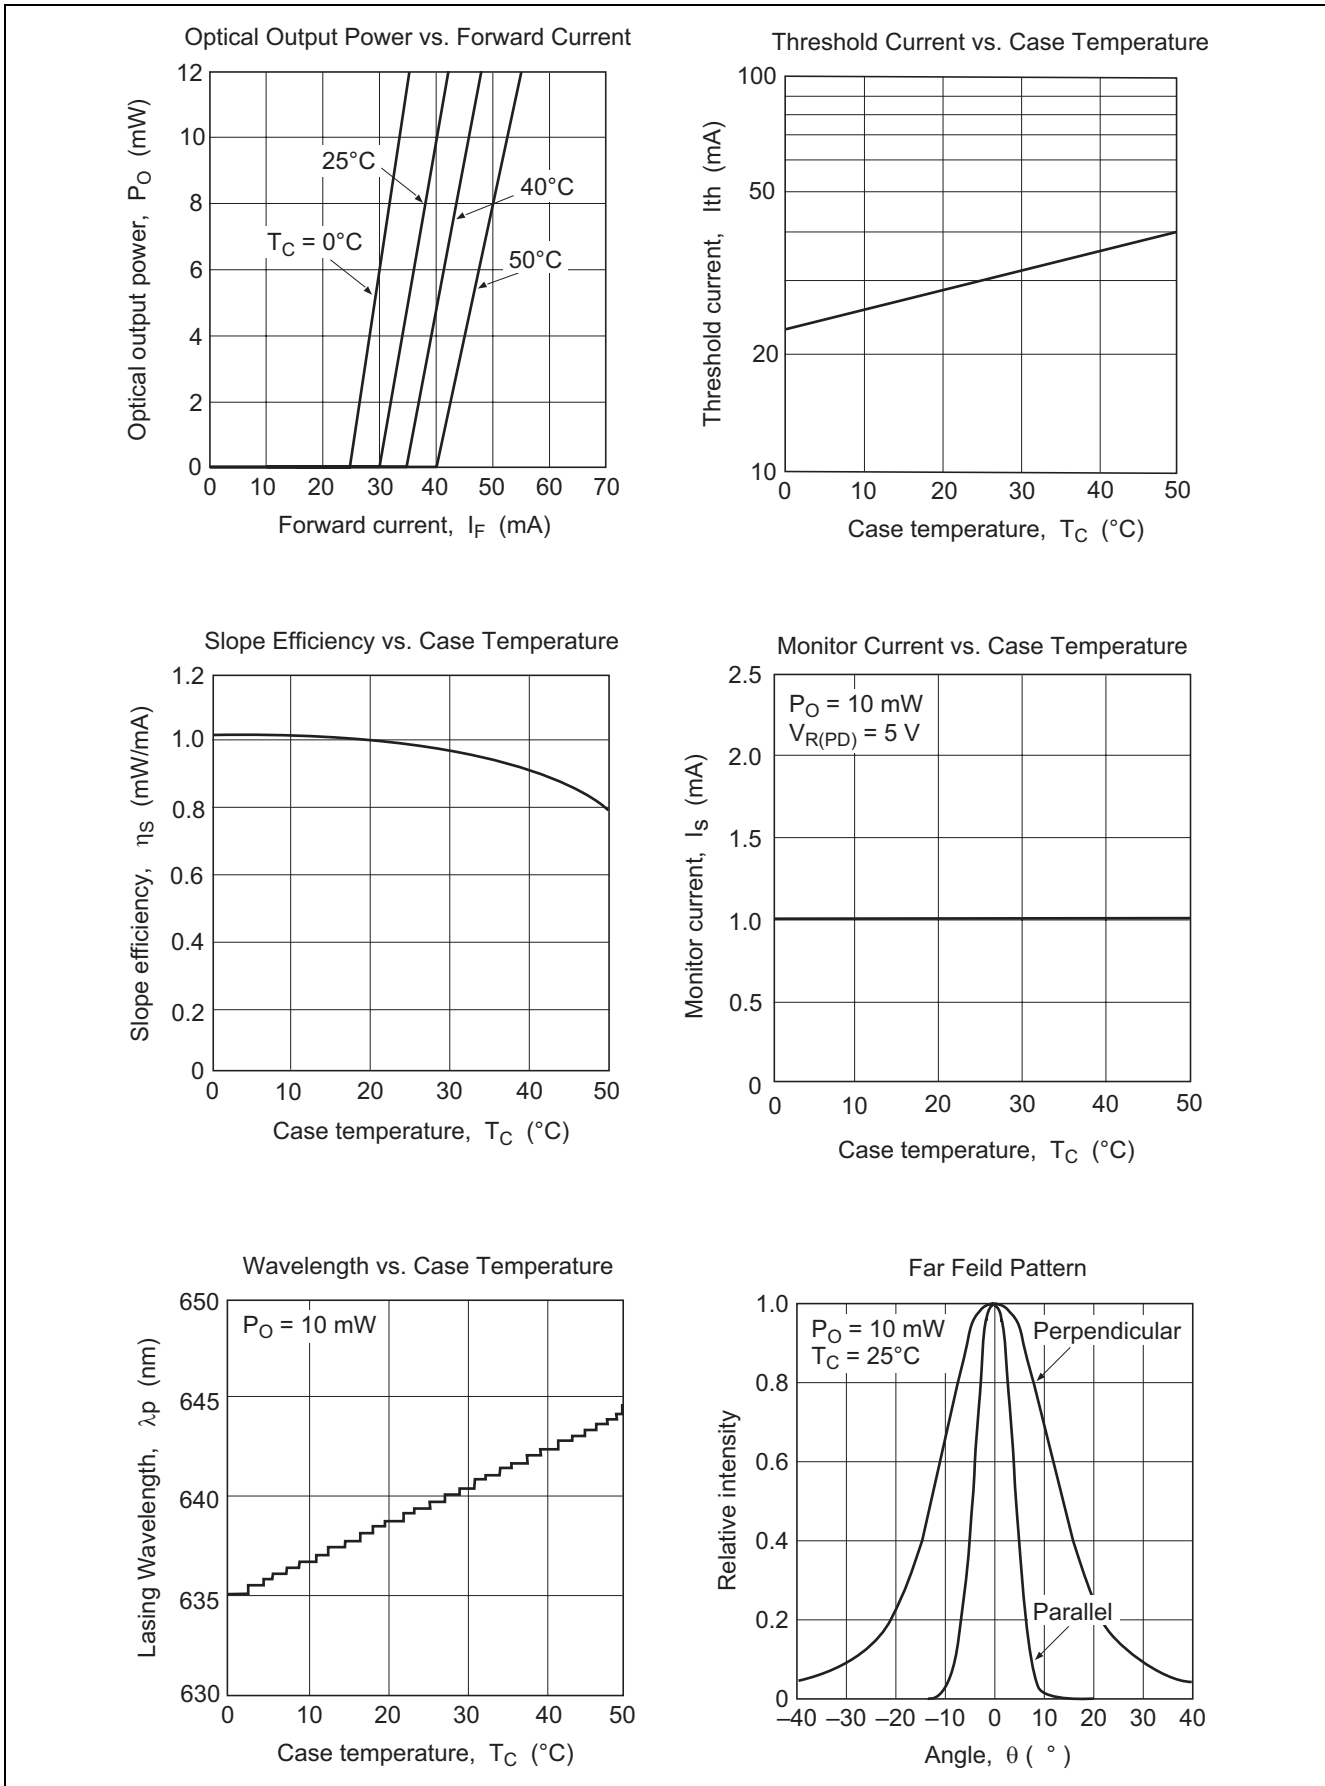 Optical Output Power vs. Forward Current
12
10
8
6
4
2
0
Optical output power, PO (mW)
25°C
40°C
TC = 0°C
50°C
0 10 20 30 40 50 60 70
Forward current, IF (mA)
Threshold Current vs. Case Temperature
100
50
20
10
Threshold current, Ith (mA)
0 10 20 30 40 50
Case temperature, TC (°C)
Slope Efficiency vs. Case Temperature
1.2
1.0
0.8
0.6
0.4
0.2
0
Slope efficiency, ηS (mW/mA)
0 10 20 30 40 50
Case temperature, TC (°C)
Monitor Current vs. Case Temperature
2.5
2.0
1.5
1.0
0.5
0
Monitor current, IS (mA)
PO = 10 mW
VR(PD) = 5 V
0 10 20 30 40 50
Case temperature, TC (°C)
Wavelength vs. Case Temperature
650
645
640
635
630
Lasing Wavelength, λp (nm)
PO = 10 mW
0 10 20 30 40 50
Case temperature, TC (°C)
Far Feild Pattern
1.0
0.8
0.6
0.4
0.2
0
Relative intensity
PO = 10 mW
TC = 25°C
Perpendicular
Parallel
–40 –30 –20 –10 0 10 20 30 40
Angle, θ ( ° )